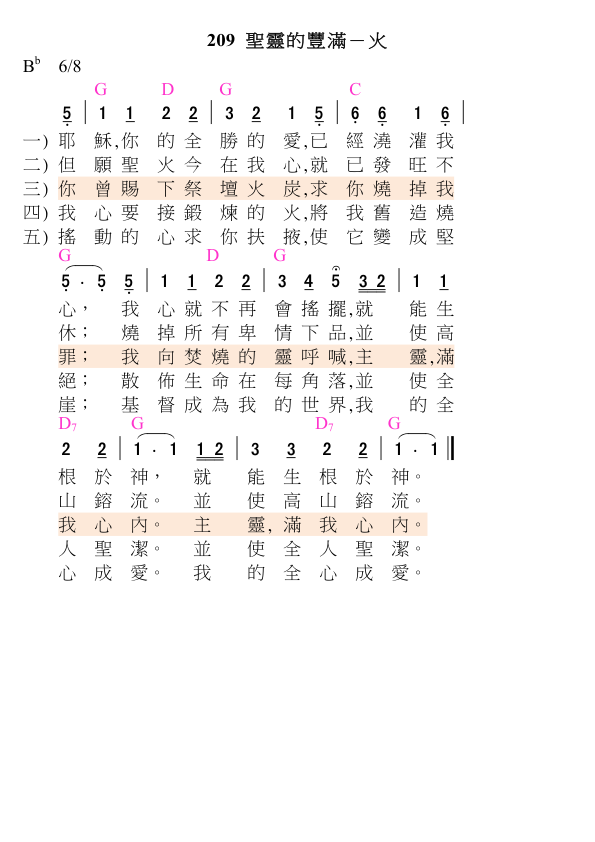 209 聖靈的豐滿－火
B♭ 6/8
G D G C
5 | 1 1 2 2 | 3 2 1 5 | 6 6 1 6 |
一) 耶 穌,你 的 全 勝 的 愛,已 經 澆 灌 我
二) 但 願 聖 火 今 在 我 心,就 已 發 旺 不
三) 你 曾 賜 下 祭 壇 火 炭,求 你 燒 掉 我
四) 我 心 要 接 鍛 煉 的 火,將 我 舊 造 燒
五) 搖 動 的 心 求 你 扶 掖,使 它 變 成 堅
G D G
5 · 5 5 | 1 1 2 2 | 3 4 5 3 2 | 1 1
心， 我 心 就 不 再 會 搖 擺,就 能 生
休； 燒 掉 所 有 卑 情 下 品,並 使 高
罪； 我 向 焚 燒 的 靈 呼 喊,主 靈,滿
絕； 散 佈 生 命 在 每 角 落,並 使 全
崖； 基 督 成 為 我 的 世 界,我 的 全
D7 G D7 G
2 2 | 1 · 1 1 2 | 3 3 2 2 | 1 · 1 ‖
根 於 神， 就 能 生 根 於 神。
山 鎔 流。 並 使 高 山 鎔 流。
我 心 內。 主 靈, 滿 我 心 內。
人 聖 潔。 並 使 全 人 聖 潔。
心 成 愛。 我 的 全 心 成 愛。